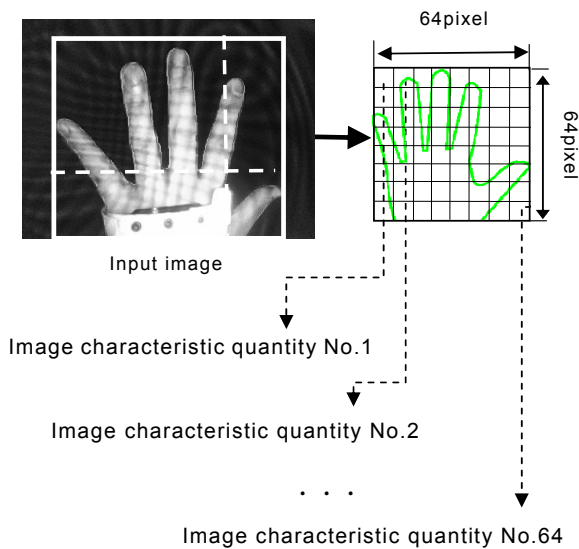 64pixel
64pixel
Input image
Image characteristic quantity No.1
Image characteristic quantity No.2
. . .
Image characteristic quantity No.64